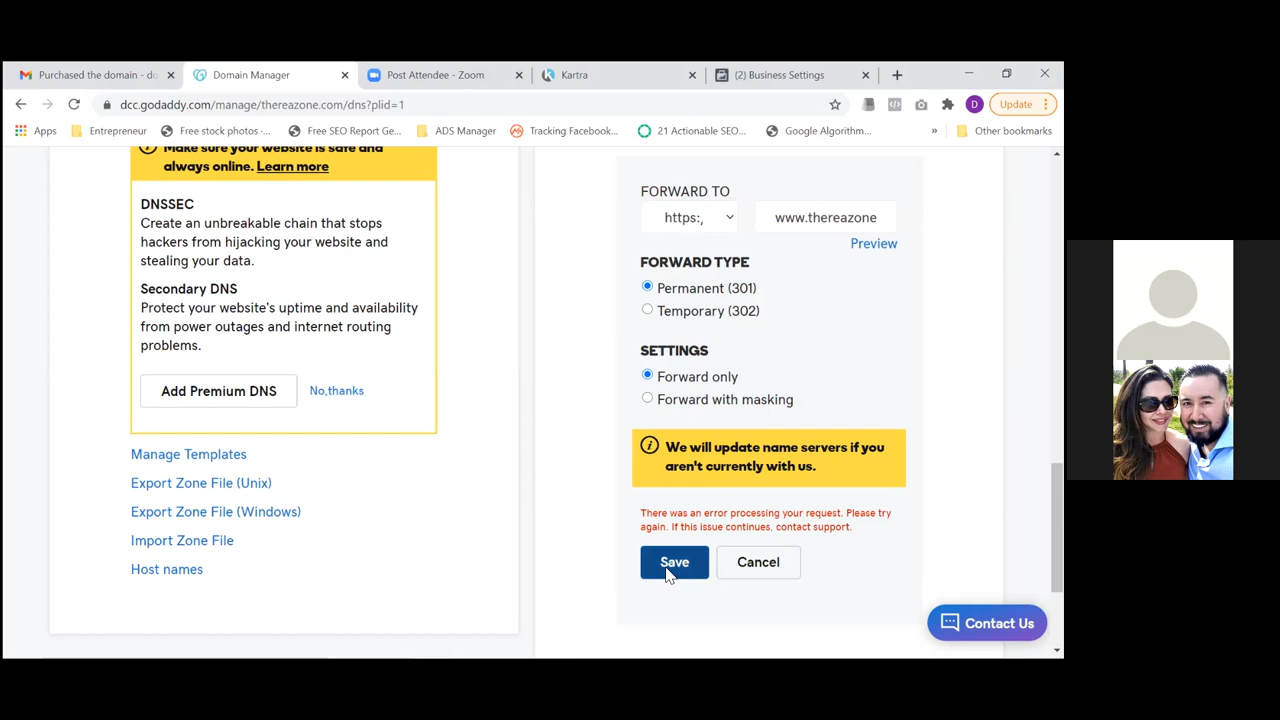 Purchased the domain - do
Domain Manager
Post Attendee - Zoom
Kartra
(2) Business Settings
dcc.godaddy.com/manage/thereazone.com/dns?plid=1
D
Update
Apps
Entrepreneur
Free stock photos -...
Free SEO Report Ge...
ADS Manager
Tracking Facebook...
21 Actionable SEO...
Google Algorithm...
»
Other bookmarks
Make sure your website is safe and
always online. Learn more
DNSSEC
Create an unbreakable chain that stops
hackers from hijacking your website and
stealing your data.
Secondary DNS
Protect your website's uptime and availability
from power outages and internet routing
problems.
Add Premium DNS
No,thanks
Manage Templates
Export Zone File (Unix)
Export Zone File (Windows)
Import Zone File
Host names
FORWARD TO
https:/
www.thereazone
Preview
FORWARD TYPE
Permanent (301)
Temporary (302)
SETTINGS
Forward only
Forward with masking
We will update name servers if you
aren't currently with us.
There was an error processing your request. Please try
again. If this issue continues, contact support.
Save
Cancel
Contact Us